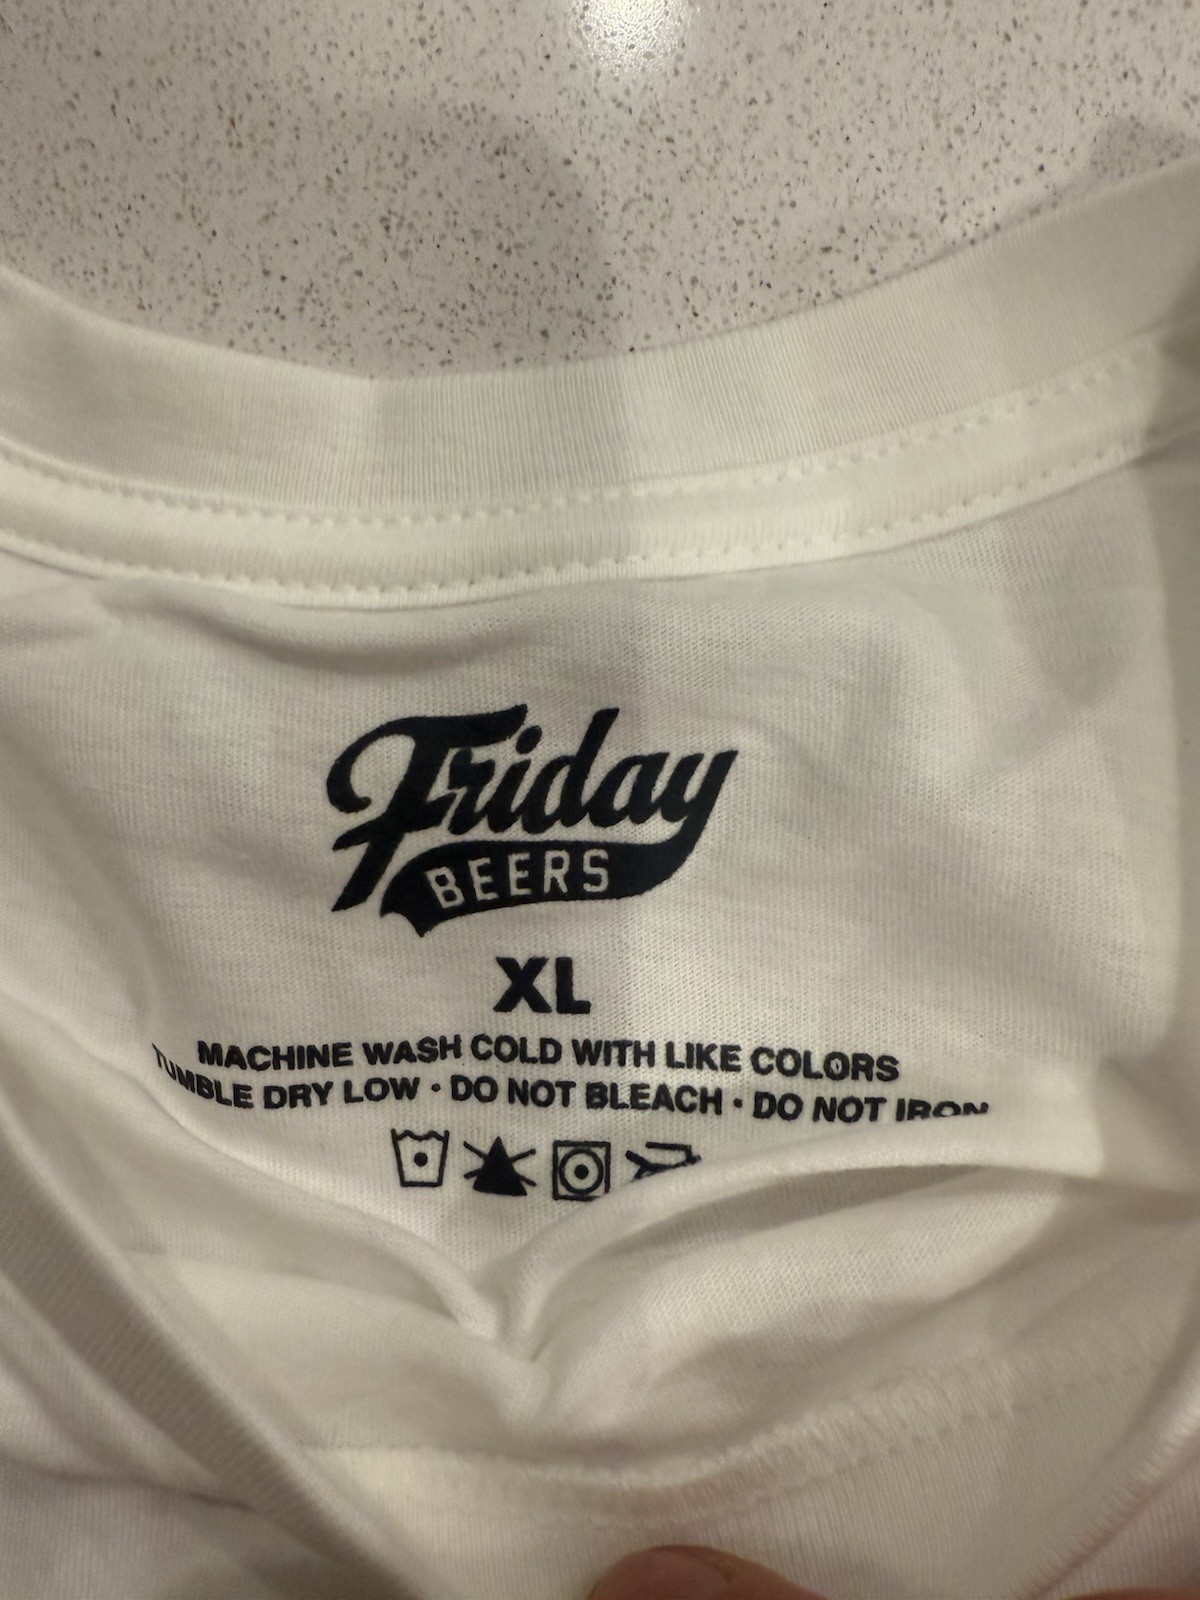 Friday
BEERS
XL
MACHINE WASH COLD WITH LIKE COLORS
TUMBLE DRY LOW • DO NOT BLEACH • DO NOT IRON